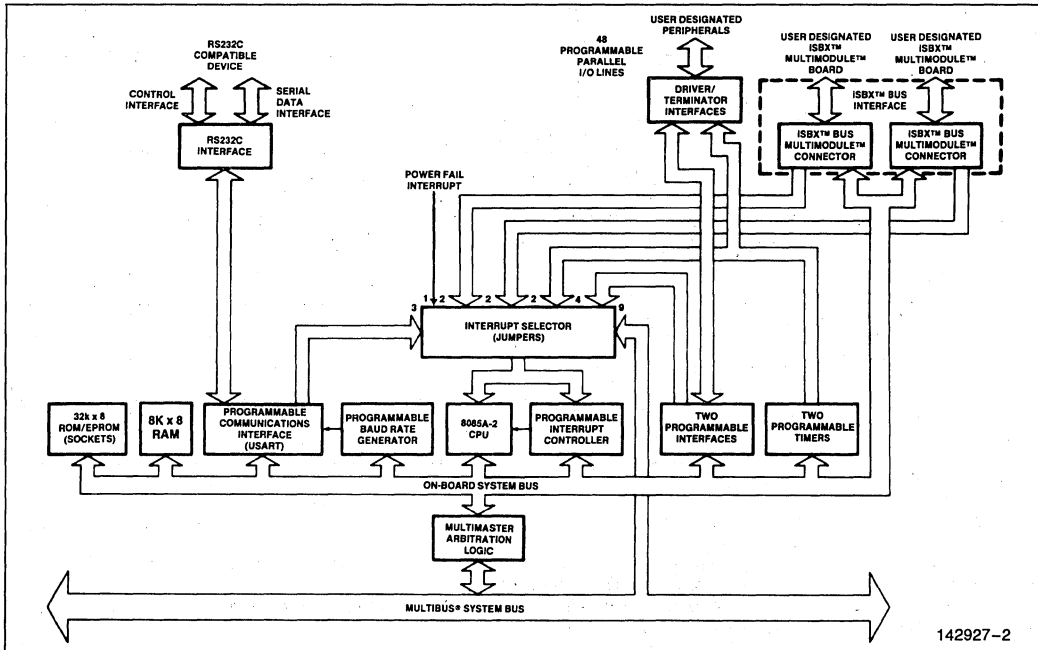 RS232C
COMPATIBLE
DEVICE
CONTROL
INTERFACE
SERIAL
DATA
INTERFACE
RS232C
INTERFACE
48
PROGRAMMABLE
PARALLEL
I/O LINES
USER DESIGNATED
PERIPHERALS
DRIVER/
TERMINATOR
INTERFACES
USER DESIGNATED
ISBX™
MULTIMODULE™
BOARD
USER DESIGNATED
ISBX™
MULTIMODULE™
BOARD
ISBX™ BUS
INTERFACE
ISBX™ BUS
MULTIMODULE™
CONNECTOR
ISBX™ BUS
MULTIMODULE™
CONNECTOR
POWER FAIL
INTERRUPT
3
1
2
2
2
4
9
INTERRUPT SELECTOR
(JUMPERS)
32k x 8
ROM/EPROM
(SOCKETS)
8K x 8
RAM
PROGRAMMABLE
COMMUNICATIONS
INTERFACE
(USART)
PROGRAMMABLE
BAUD RATE
GENERATOR
8085A-2
CPU
PROGRAMMABLE
INTERRUPT
CONTROLLER
TWO
PROGRAMMABLE
INTERFACES
TWO
PROGRAMMABLE
TIMERS
ON-BOARD SYSTEM BUS
MULTIMASTER
ARBITRATION
LOGIC
MULTIBUS® SYSTEM BUS
142927-2